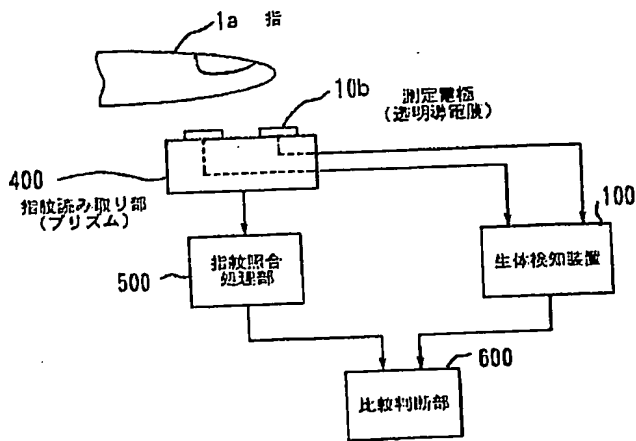 1a 指
10b
測定電極
(透明導電膜)
400
指紋読み取り部
(プリズム)
100
500
指紋照合
処理部
生体検知装置
600
比較判断部